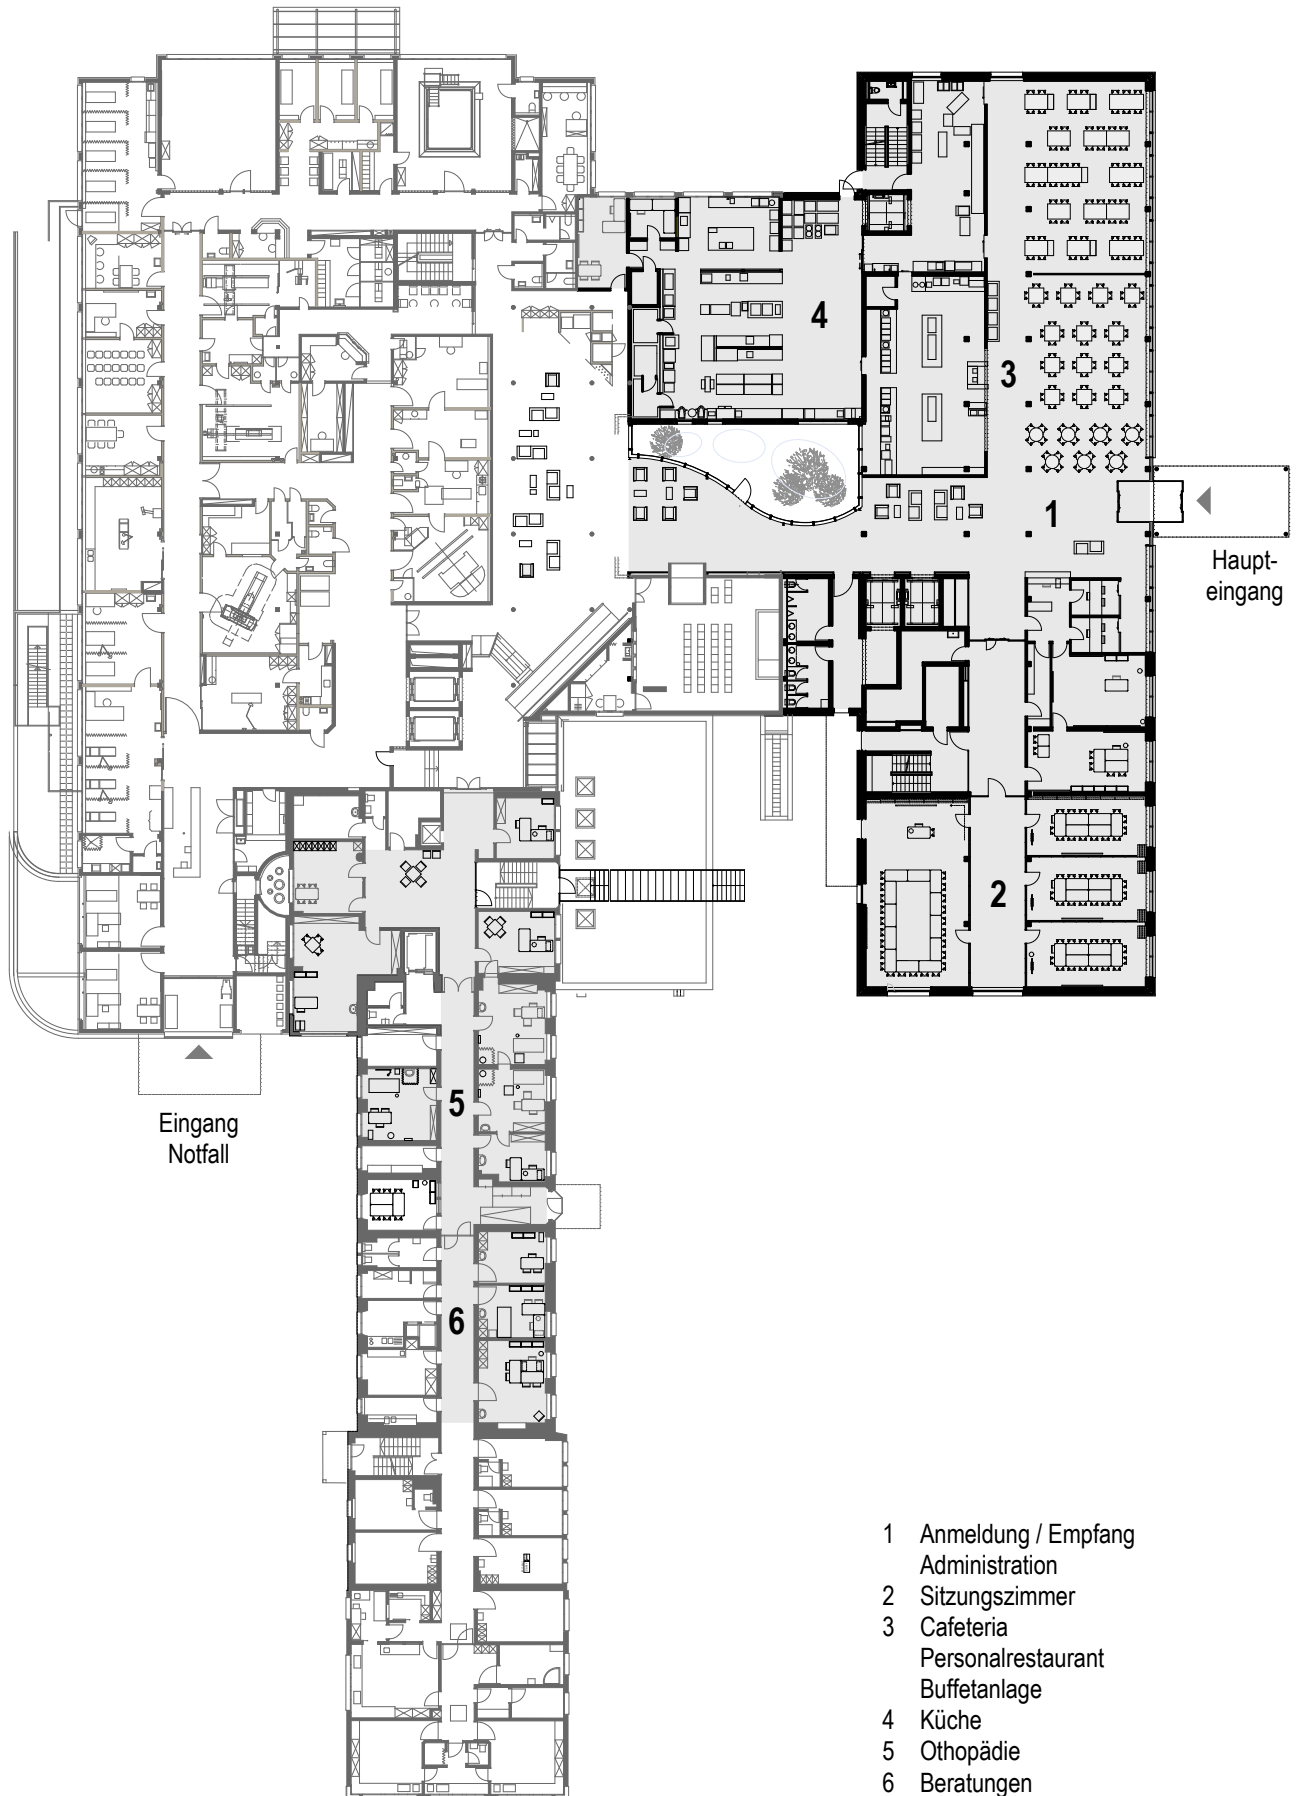 4
3
1
Haupt-
eingang
2
5
Eingang
Notfall
6
1 Anmeldung / Empfang
Administration
2 Sitzungszimmer
3 Cafeteria
Personalrestaurant
Buffetanlage
4 Küche
5 Othopädie
6 Beratungen